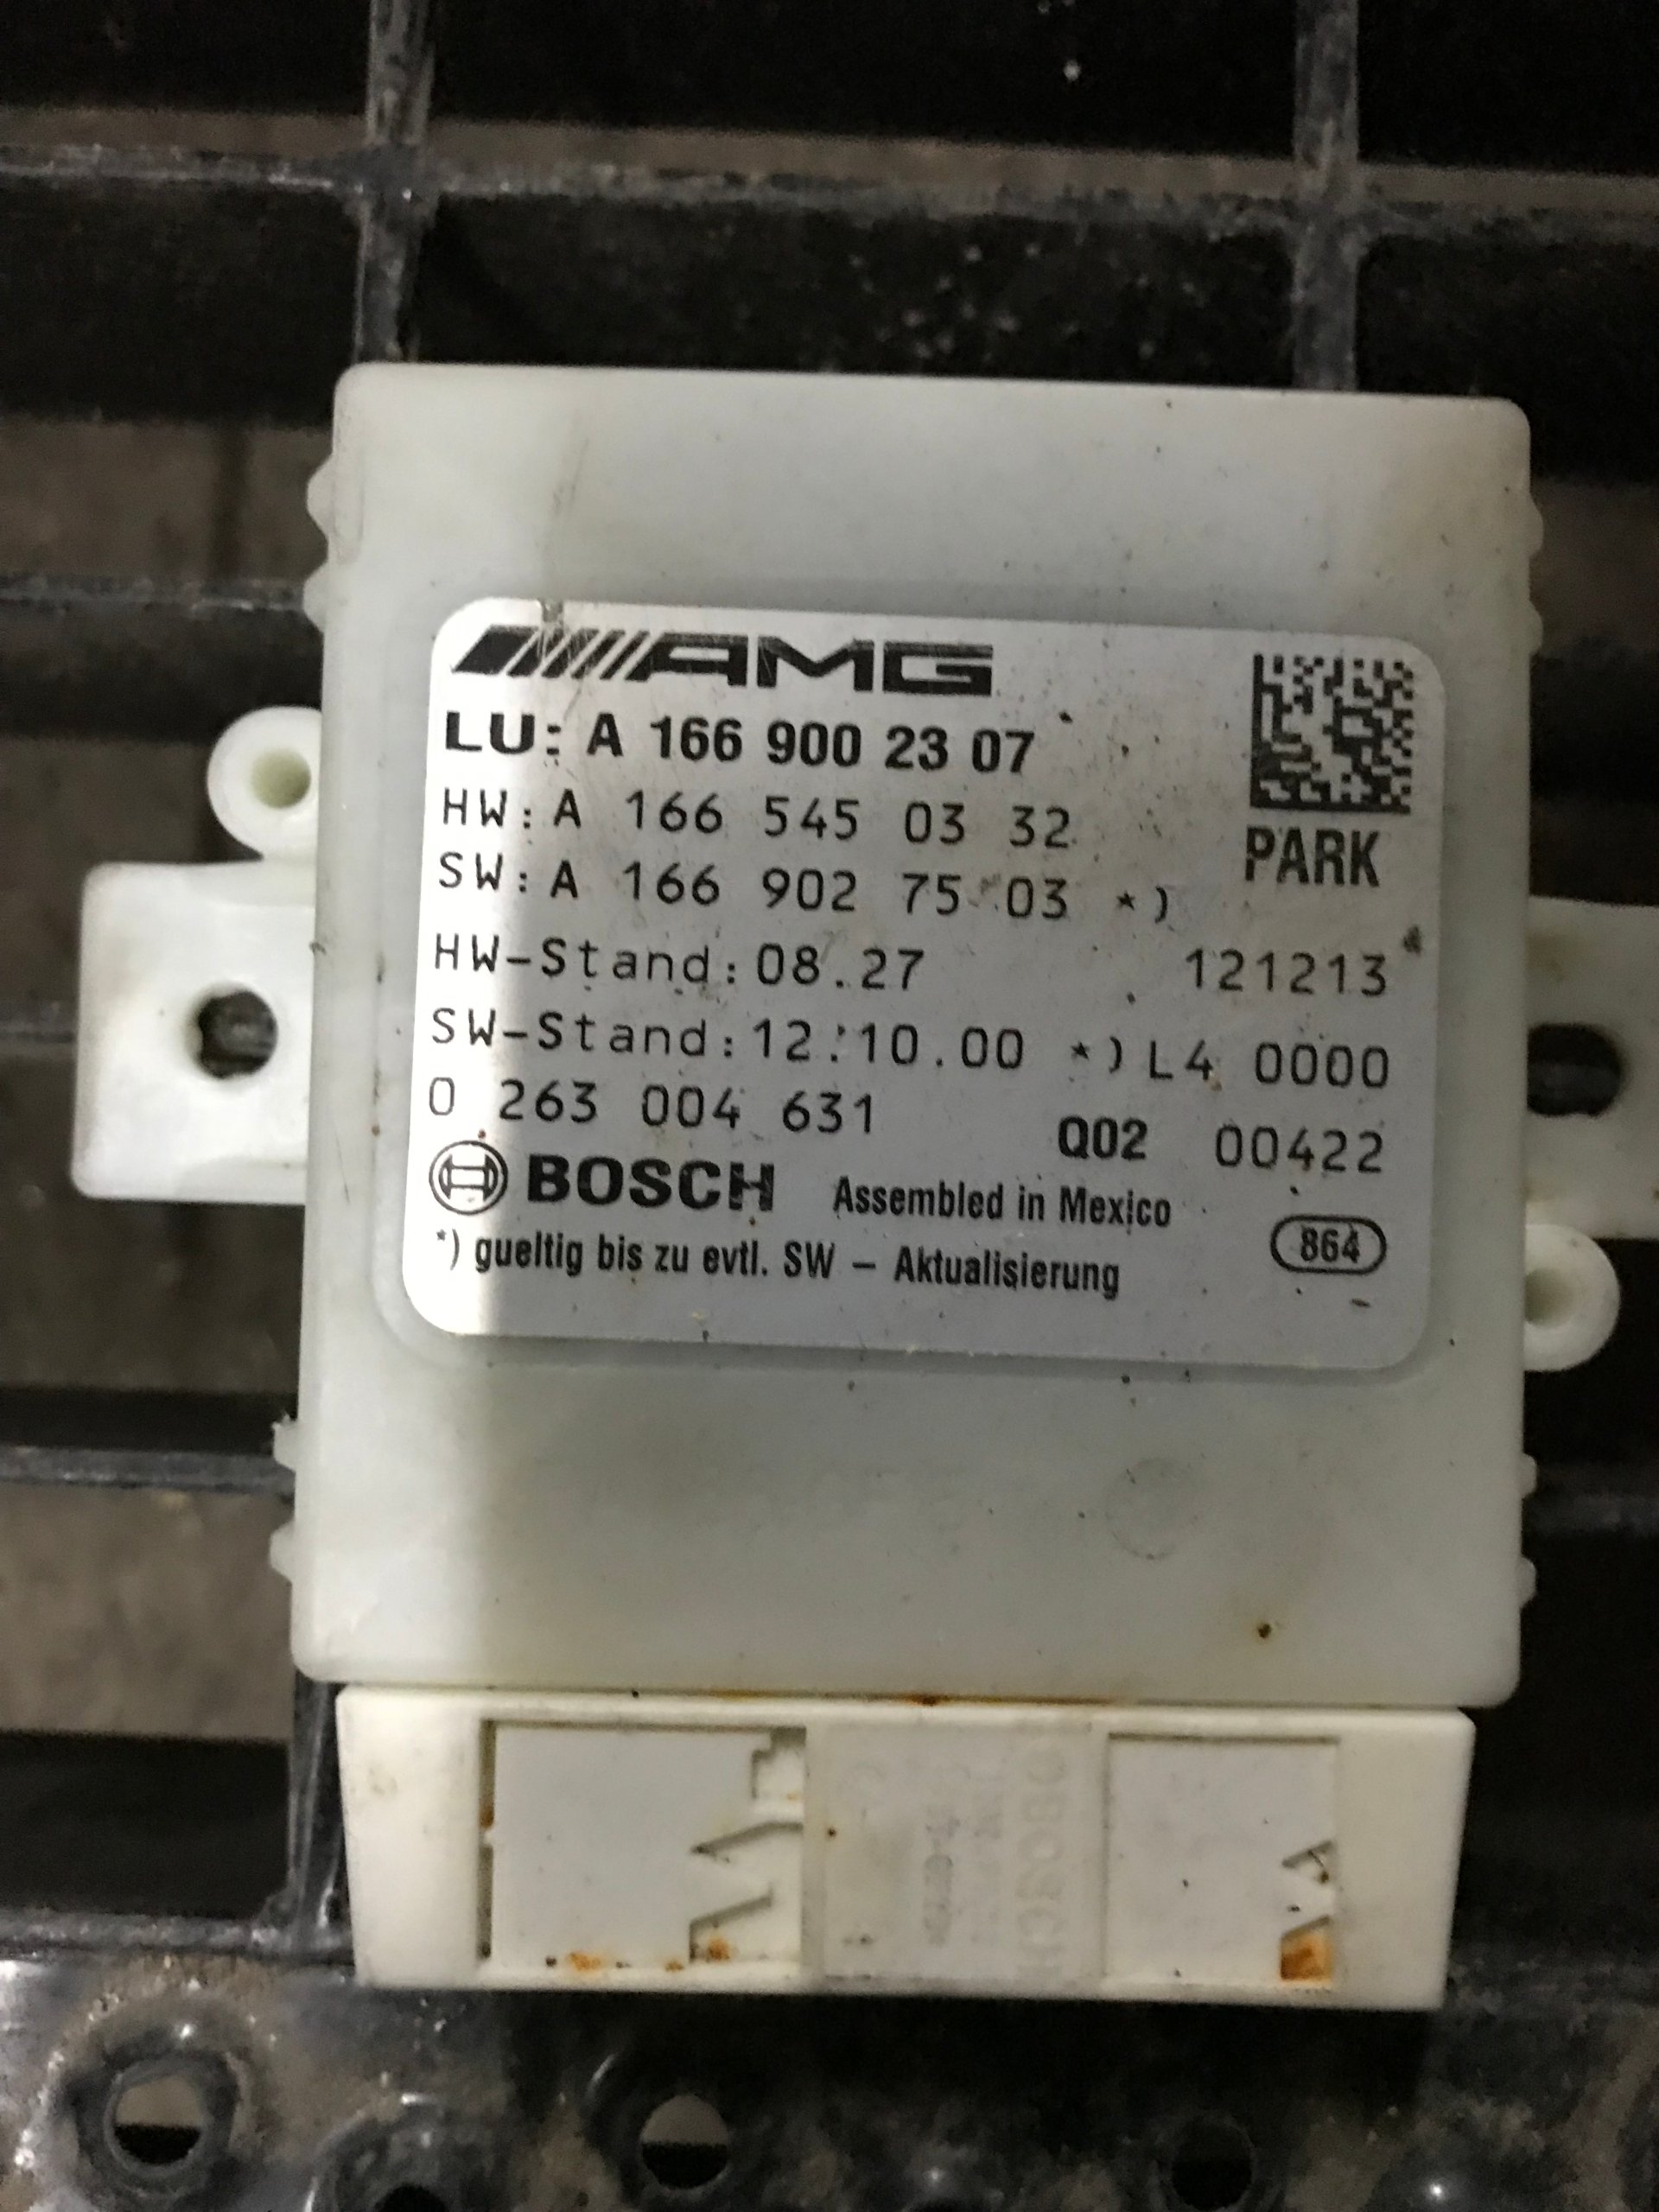 AMG
LU: A 166 900 23 07
HW: A 166 545 03 32
PARK
SW: A 166 902 75 03 *)
HW-Stand: 08.27 121213
SW-Stand: 12.10.00 *) L4 0000
0 263 004 631 Q02 00422
BOSCH Assembled in Mexico
864
*) gueltig bis zu evtl. SW – Aktualisierung
BOSCH